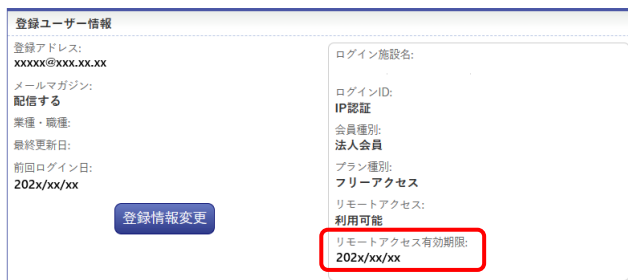 登録ユーザー情報
登録アドレス:
xxxxx@xxx.xx.xx
メールマガジン:
配信する
業種・職種:
最終更新日:
前回ログイン日:
202x/xx/xx
登録情報変更
ログイン施設名:
ログインID:
IP認証
会員種別:
法人会員
プラン種別:
フリーアクセス
リモートアクセス:
利用可能
リモートアクセス有効期限:
202x/xx/xx